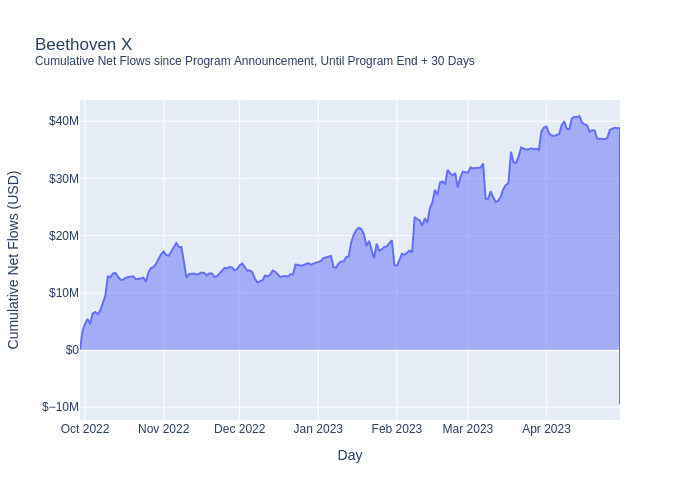 Beethoven X
Cumulative Net Flows since Program Announcement, Until Program End + 30 Days
Cumulative Net Flows (USD)
$40M
$30M
$20M
$10M
$0
$−10M
Oct 2022
Nov 2022
Dec 2022
Jan 2023
Feb 2023
Mar 2023
Apr 2023
Day